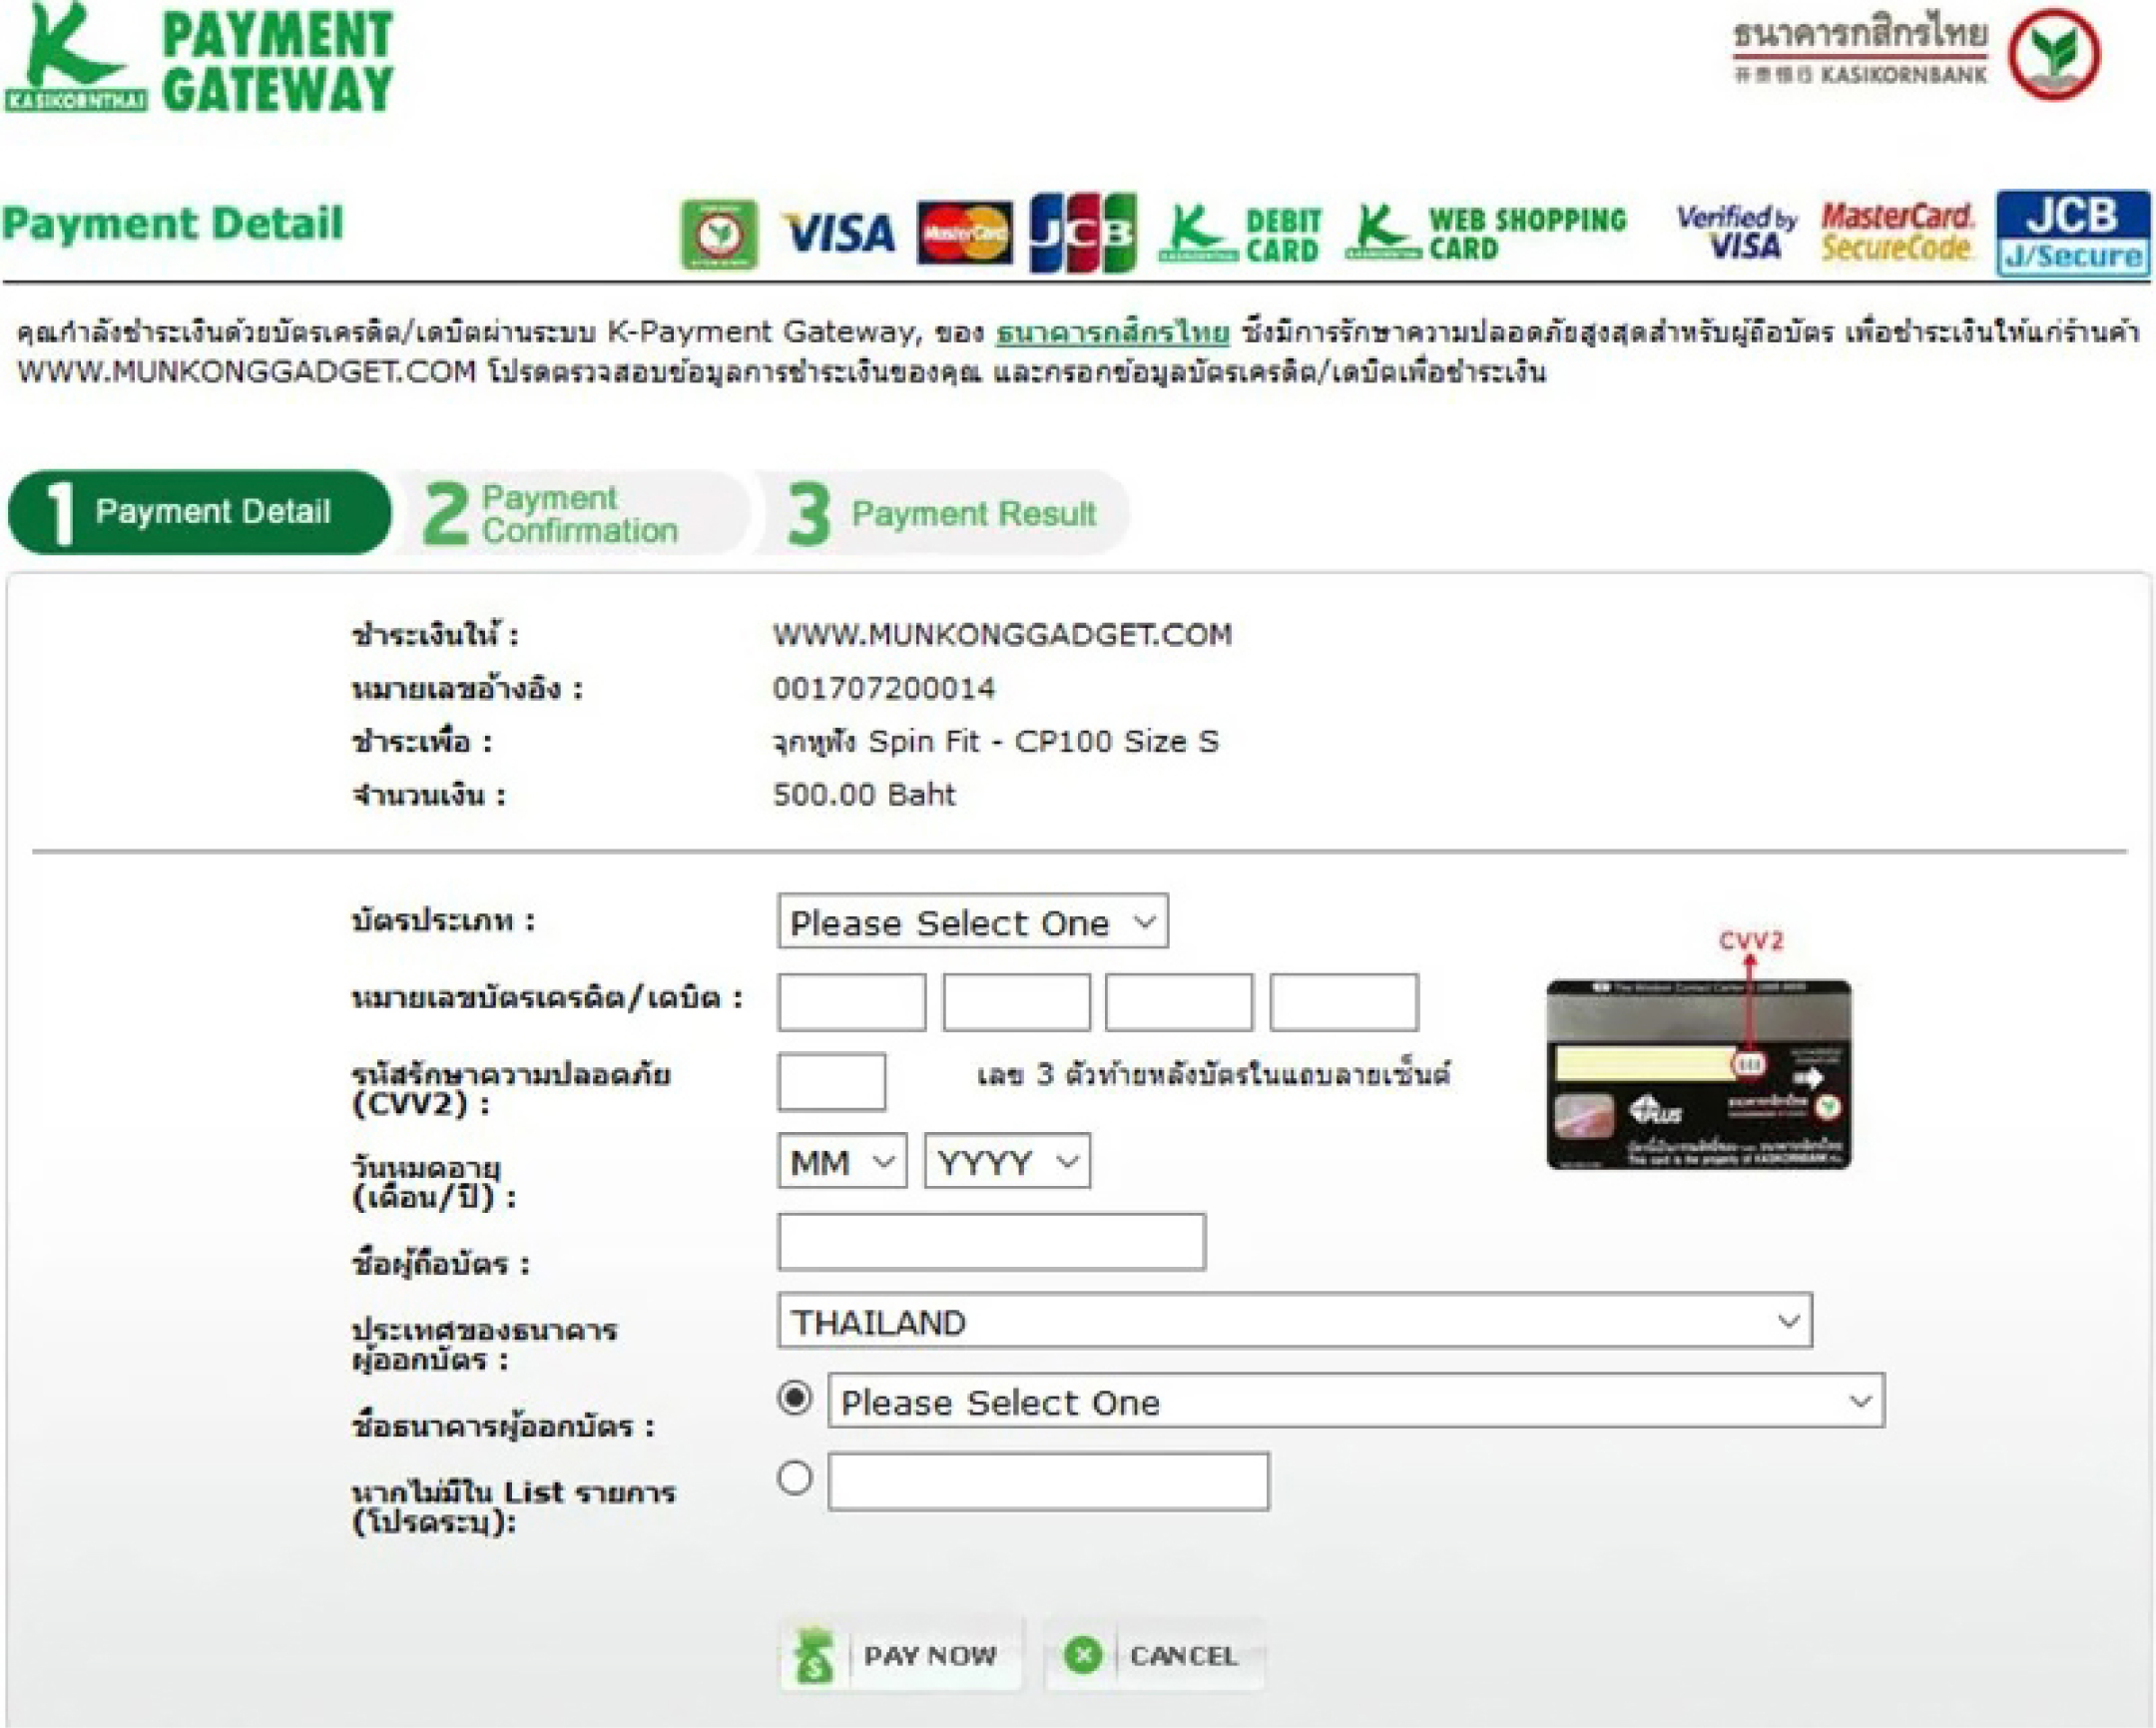 PAYMENT
GATEWAY
KASIKORNTHAI
ธนาคารกสิกรไทย
开泰银行 KASIKORNBANK
Payment Detail
VISA
MasterCard
JCB
DEBIT
CARD
WEB SHOPPING
CARD
Verified by
VISA
MasterCard.
SecureCode.
JCB
J/Secure
คุณกำลังชำระเงินด้วยบัตรเครดิต/เดบิตผ่านระบบ K-Payment Gateway, ของ ธนาคารกสิกรไทย ซึ่งมีการรักษาความปลอดภัยสูงสุดสำหรับผู้ถือบัตร เพื่อชำระเงินให้แก่ร้านค้า
WWW.MUNKONGGADGET.COM โปรดตรวจสอบข้อมูลการชำระเงินของคุณ และกรอกข้อมูลบัตรเครดิต/เดบิตเพื่อชำระเงิน
1 Payment Detail
2 Payment
Confirmation
3 Payment Result
ชำระเงินให้ : WWW.MUNKONGGADGET.COM
หมายเลขอ้างอิง : 001707200014
ชำระเพื่อ : จุกหูฟัง Spin Fit - CP100 Size S
จำนวนเงิน : 500.00 Baht
บัตรประเภท : Please Select One
หมายเลขบัตรเครดิต/เดบิต :
รหัสรักษาความปลอดภัย
(CVV2) :
เลข 3 ตัวท้ายหลังบัตรในแถบลายเซ็นต์
CVV2
PLUS
วันหมดอายุ
(เดือน/ปี) :
MM YYYY
ชื่อผู้ถือบัตร :
ประเทศของธนาคาร
ผู้ออกบัตร :
THAILAND
ชื่อธนาคารผู้ออกบัตร : Please Select One
หากไม่มีใน List รายการ
(โปรดระบุ):
PAY NOW
CANCEL